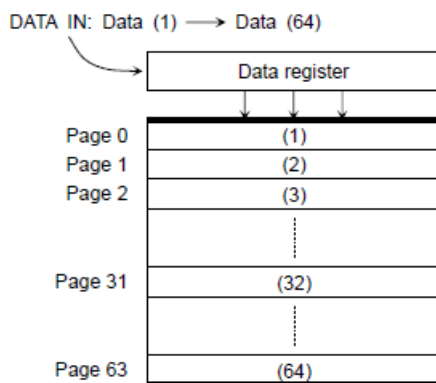 DATA IN: Data (1) → Data (64)
Data register
Page 0 (1)
Page 1 (2)
Page 2 (3)
Page 31 (32)
Page 63 (64)